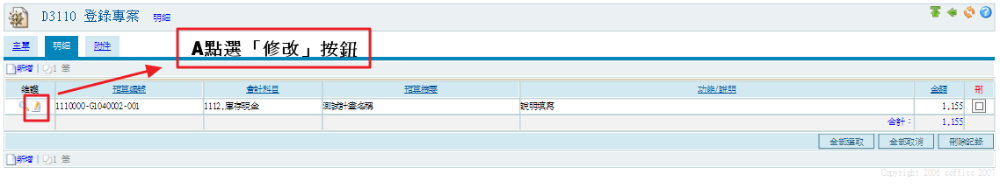 D3110 登錄專案 明細
主單 明細 附件
A點選「修改」按鈕
新增 | 1 筆
維護 預算編號 會計科目 預算摘要 功能/說明 金額 刪
1110000-G1040002-001 1112,庫存現金 測試計畫名稱 說明填寫 1,155
合計： 1,155
全部選取 全部取消 刪除記錄
新增 | 1 筆
Copyright 2006 coffice 2007